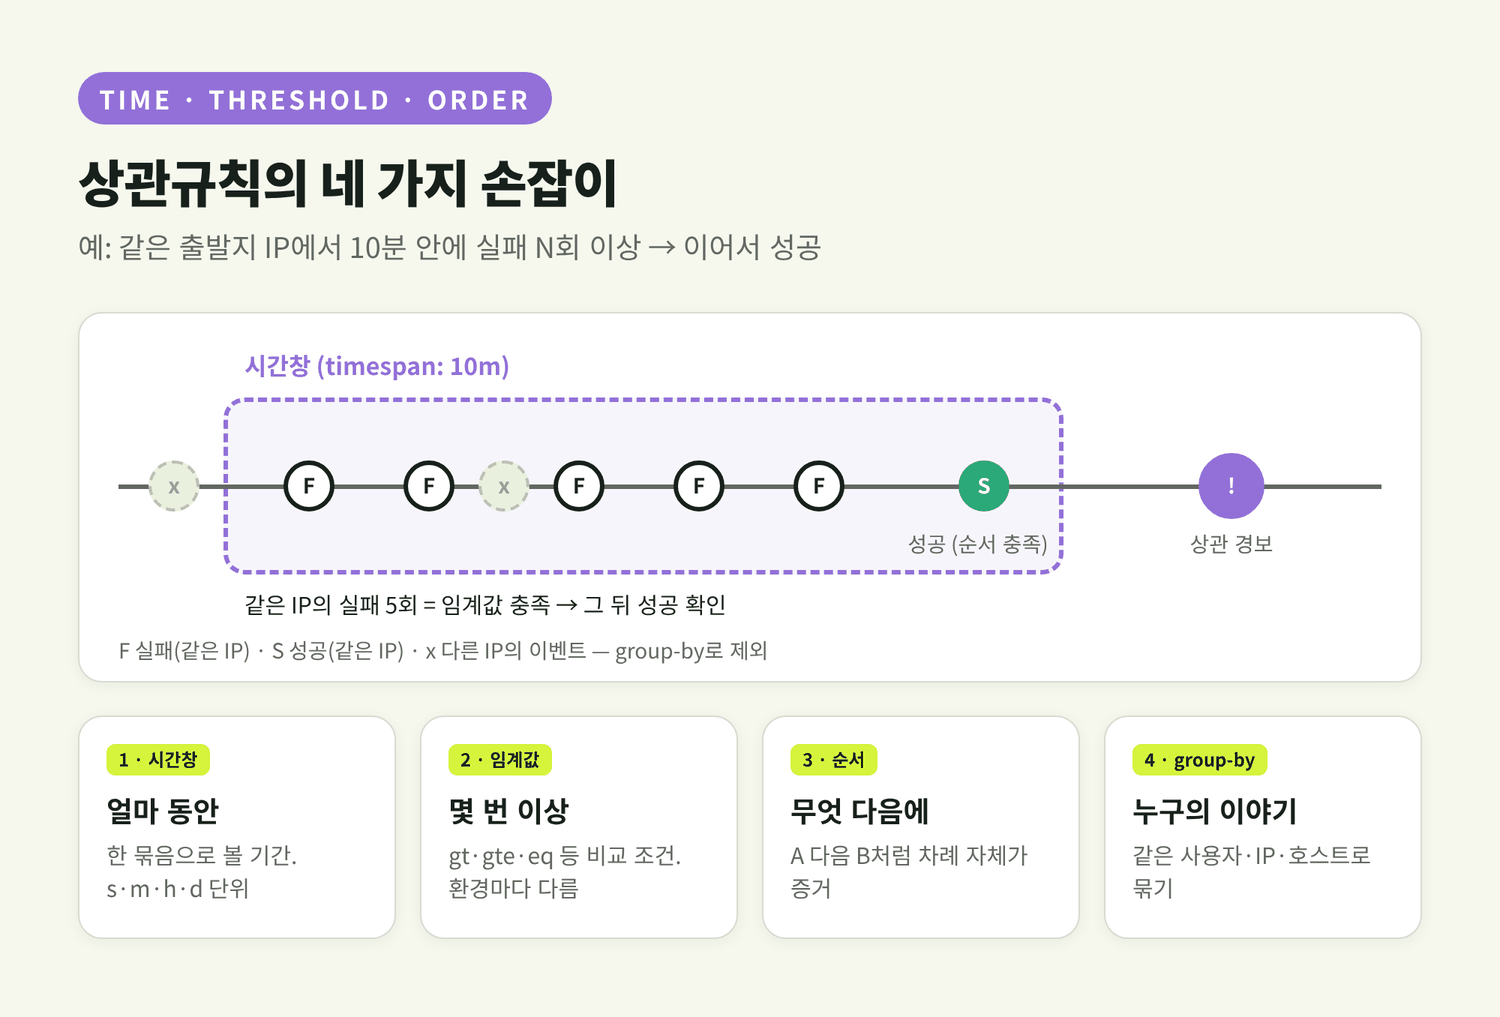 TIME · THRESHOLD · ORDER
상관규칙의 네 가지 손잡이
예: 같은 출발지 IP에서 10분 안에 실패 N회 이상 → 이어서 성공
시간창 (timespan: 10m)
x F F x F F F S !
성공 (순서 충족)
상관 경보
같은 IP의 실패 5회 = 임계값 충족 → 그 뒤 성공 확인
F 실패(같은 IP) · S 성공(같은 IP) · x 다른 IP의 이벤트 — group-by로 제외
1 · 시간창
얼마 동안
한 묶음으로 볼 기간.
s·m·h·d 단위
2 · 임계값
몇 번 이상
gt·gte·eq 등 비교 조건.
환경마다 다름
3 · 순서
무엇 다음에
A 다음 B처럼 차례 자체가
증거
4 · group-by
누구의 이야기
같은 사용자·IP·호스트로
묶기